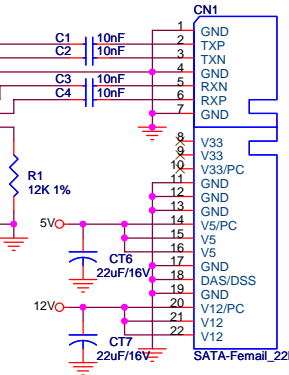 CN1
1 GND
C1 10nF 2 TXP
C2 10nF 3 TXN
4 GND
C3 10nF 5 RXN
C4 10nF 6 RXP
7 GND
8 V33
9 V33
10 V33/PC
R1
12K 1%
11 GND
12 GND
13 GND
5V 14 V5/PC
15 V5
16 V5
CT6
22uF/16V
17 GND
18 DAS/DSS
19 GND
12V 20 V12/PC
21 V12
22 V12
CT7
22uF/16V
SATA-Femail_22